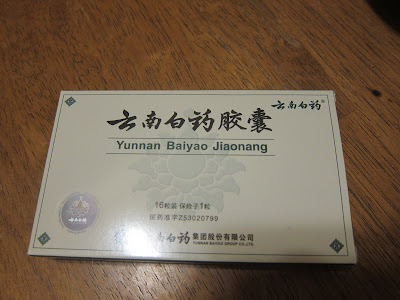 云南白药®
云南白药胶囊
Yunnan Baiyao Jiaonang
16粒装 保险子1粒
国药准字Z53020799
云南白药集团股份有限公司
YUNNAN BAIYAO GROUP CO.,LTD.